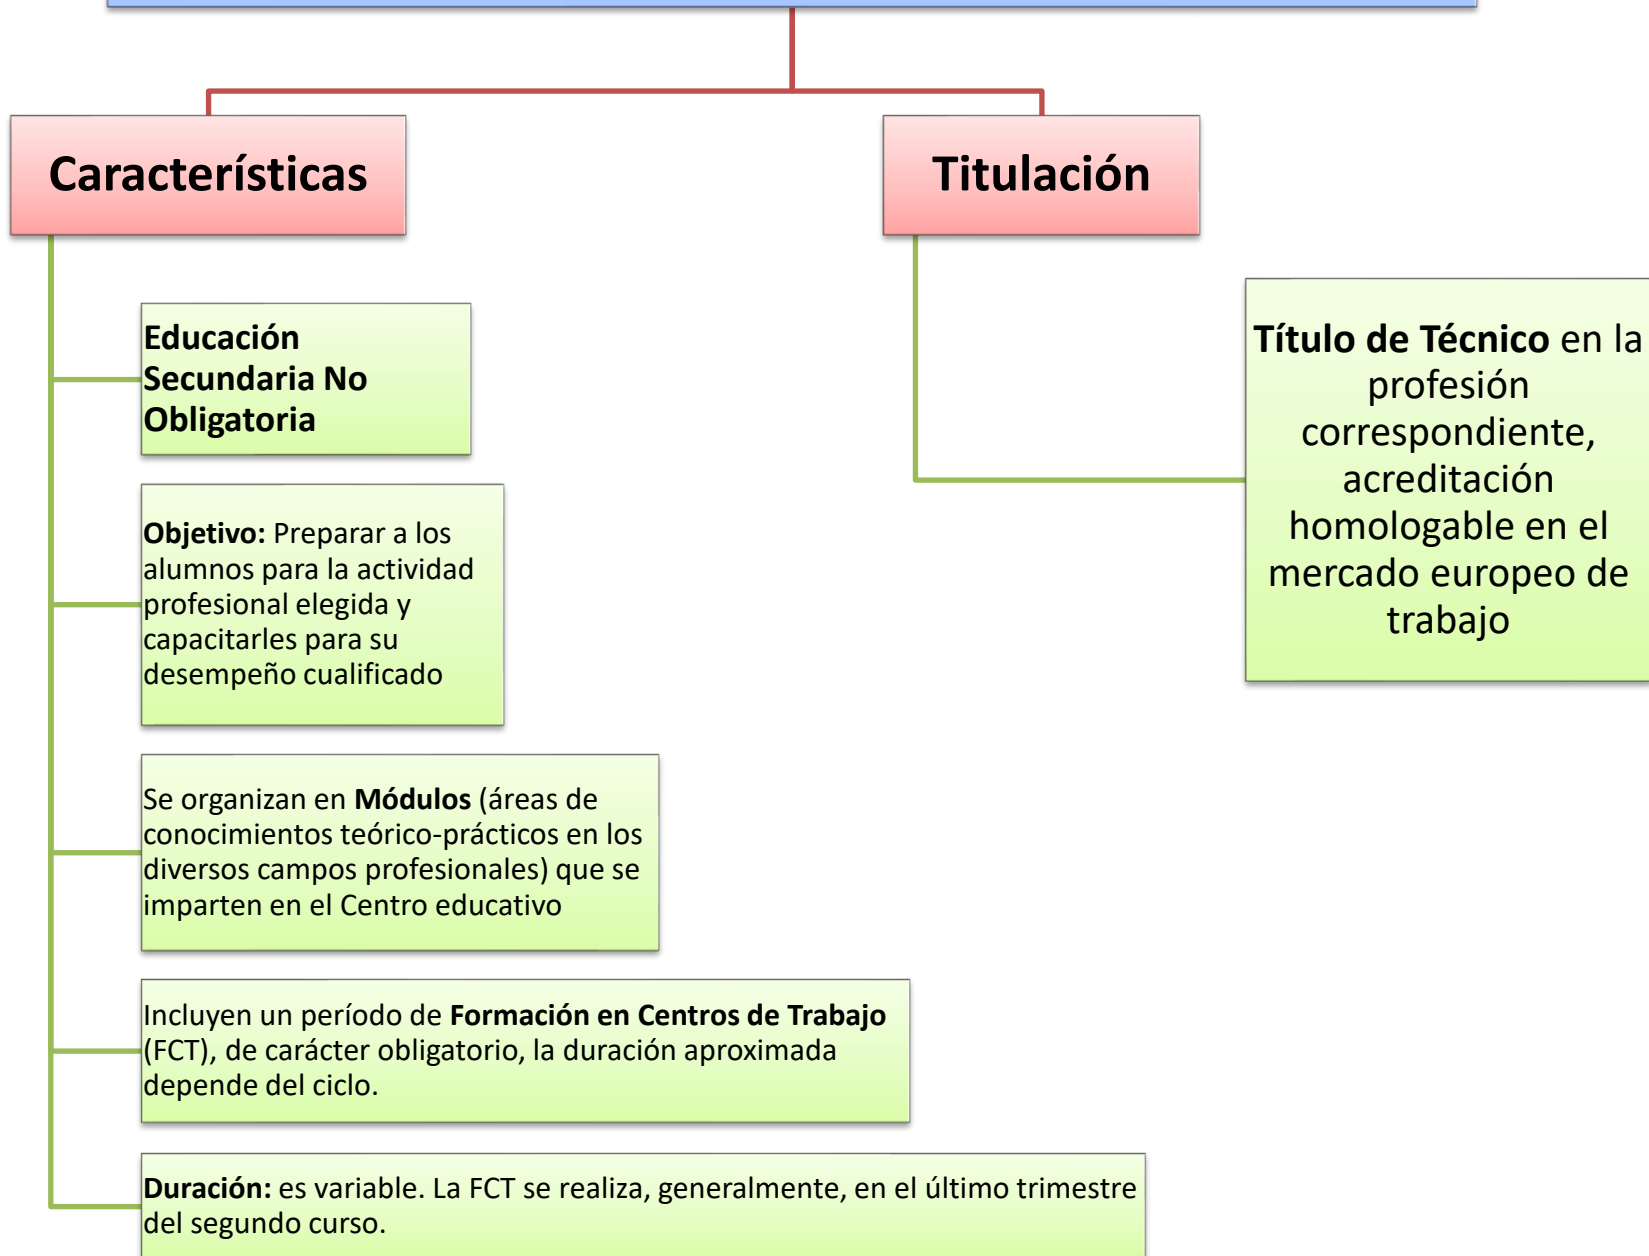 Características
Titulación
Educación
Secundaria No
Obligatoria
Objetivo: Preparar a los
alumnos para la actividad
profesional elegida y
capacitarles para su
desempeño cualificado
Se organizan en Módulos (áreas de
conocimientos teórico-prácticos en los
diversos campos profesionales) que se
imparten en el Centro educativo
Incluyen un período de Formación en Centros de Trabajo
(FCT), de carácter obligatorio, la duración aproximada
depende del ciclo.
Duración: es variable. La FCT se realiza, generalmente, en el último trimestre
del segundo curso.
Título de Técnico en la
profesión
correspondiente,
acreditación
homologable en el
mercado europeo de
trabajo